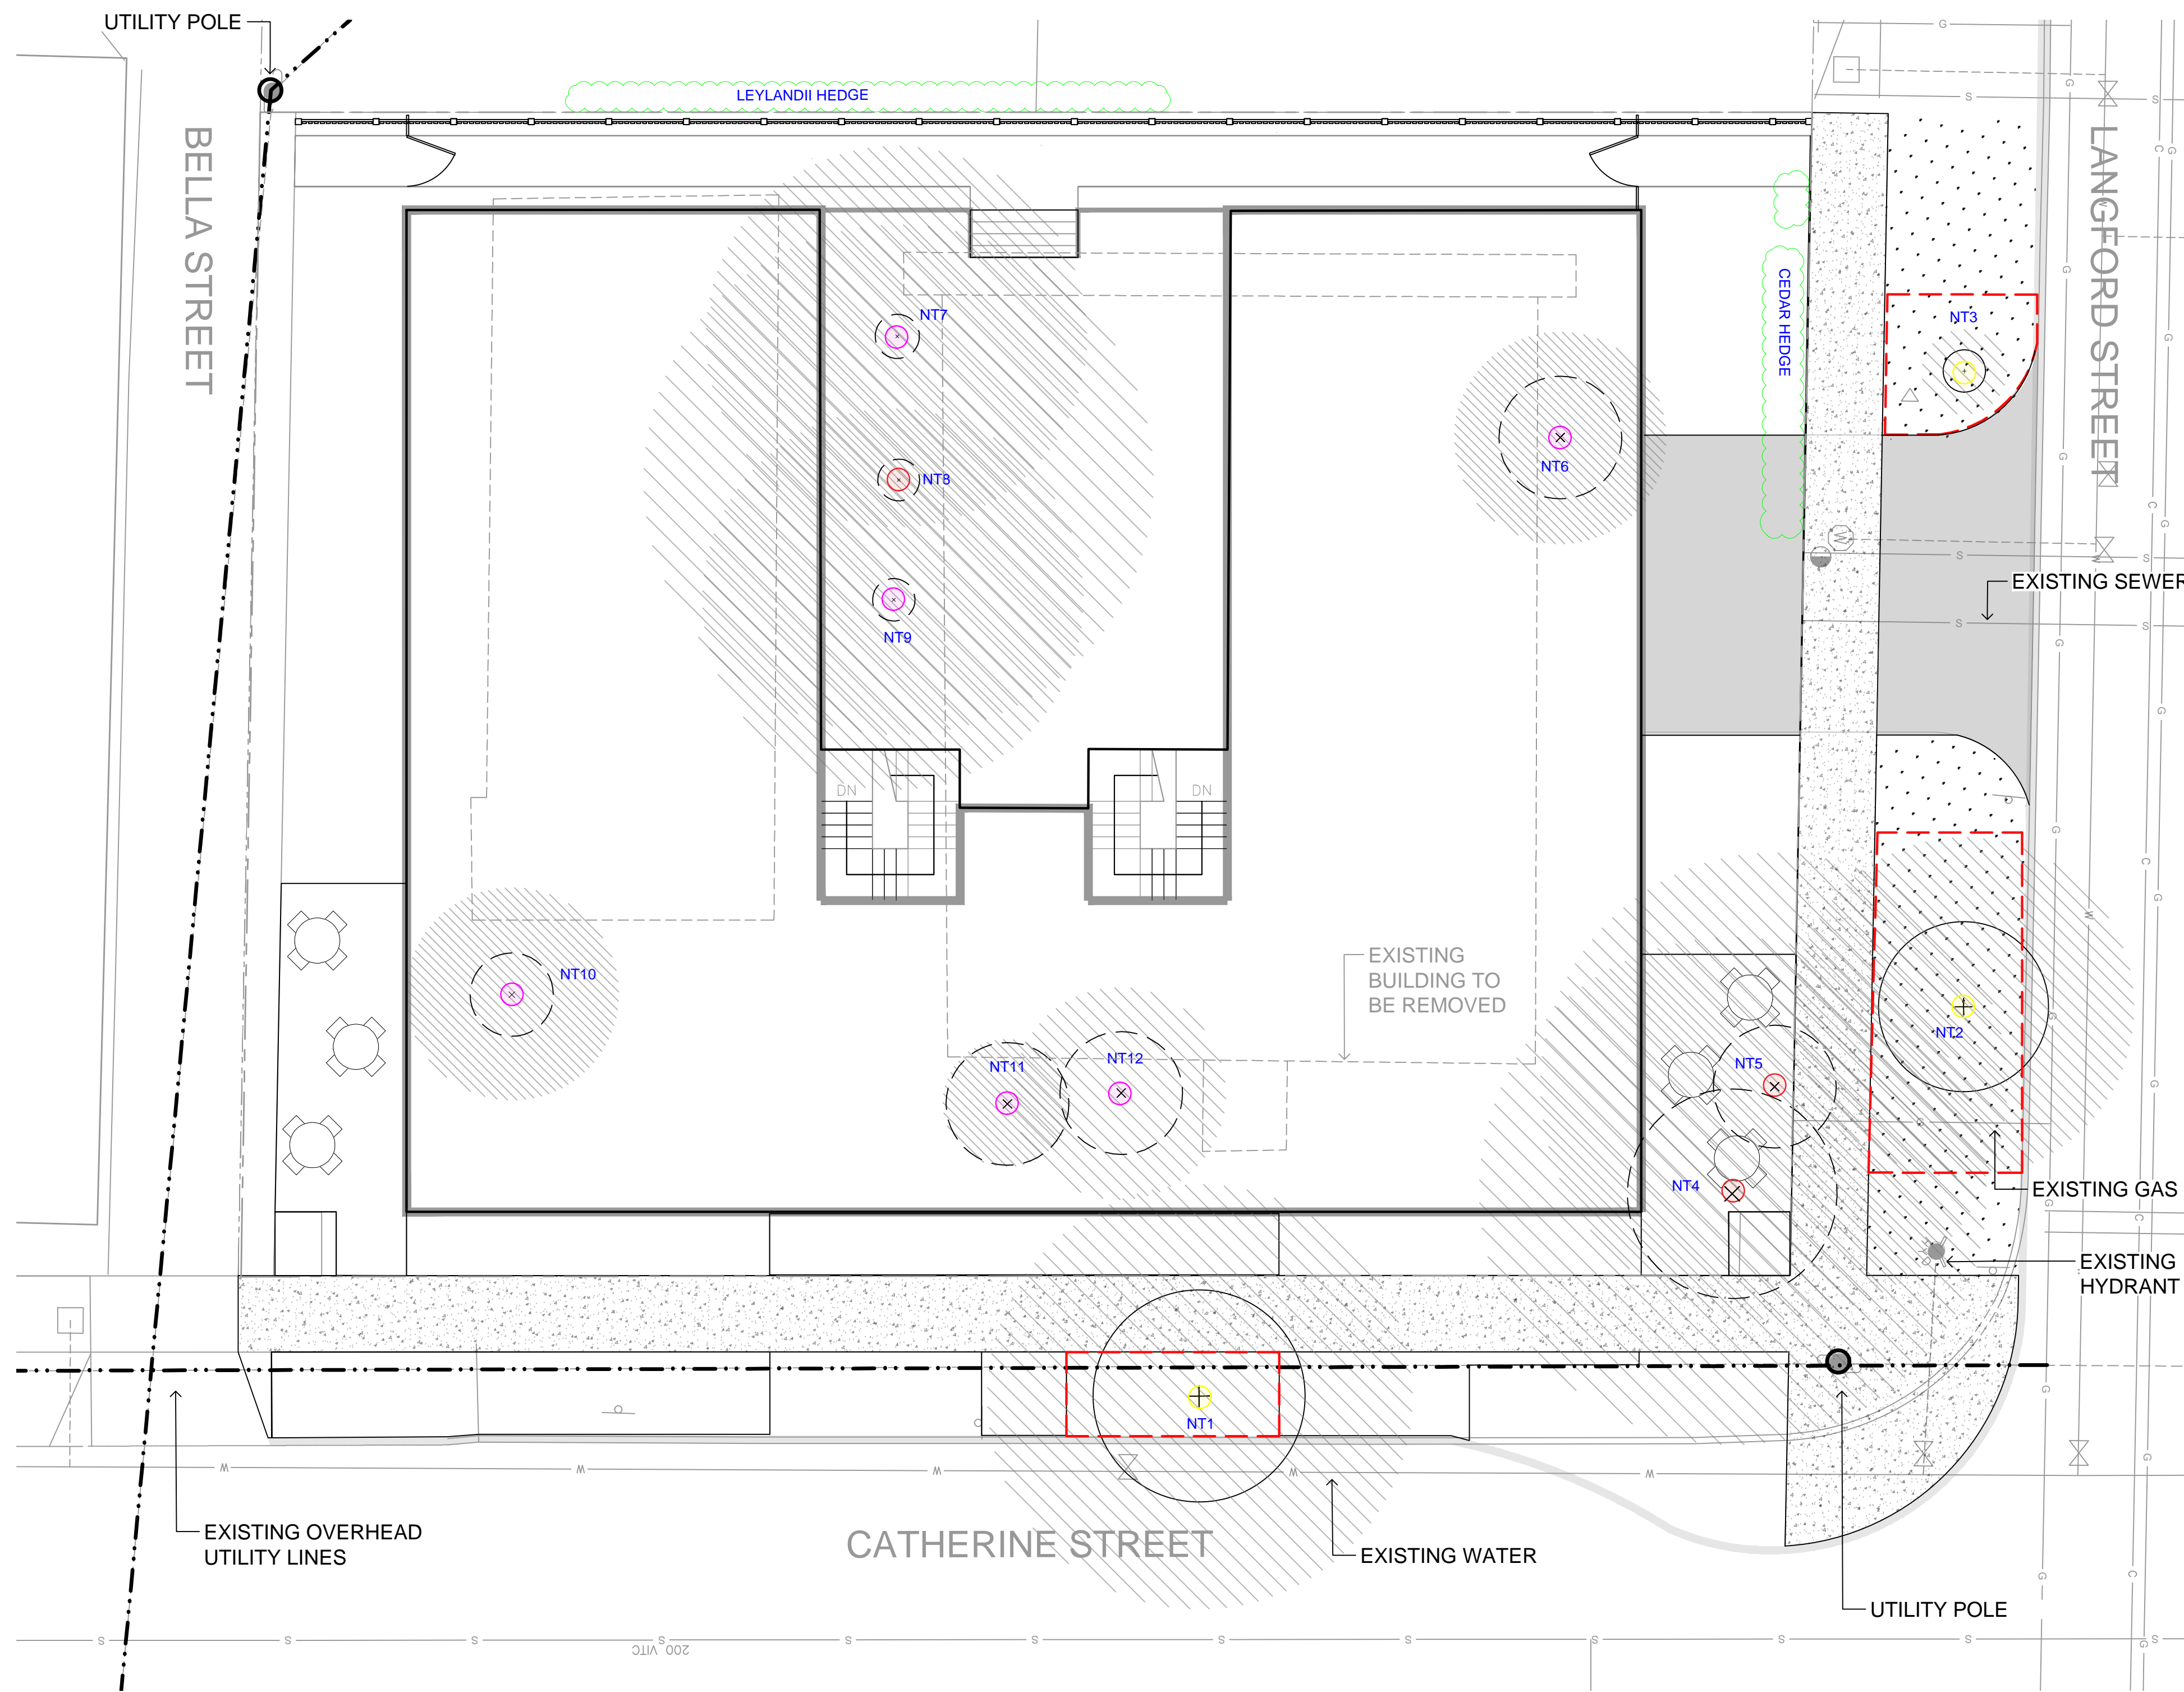 UTILITY POLE
LEYLANDII HEDGE
BELLA STREET
LANGFORD STREET
CEDAR HEDGE
NT7
NT3
NT6
NT8
NT9
EXISTING SEWER
DN
DN
EXISTING
BUILDING TO
BE REMOVED
NT10
NT2
NT11
NT12
NT5
NT4
EXISTING GAS
EXISTING
HYDRANT
NT1
EXISTING OVERHEAD
UTILITY LINES
CATHERINE STREET
EXISTING WATER
UTILITY POLE
200 VITC